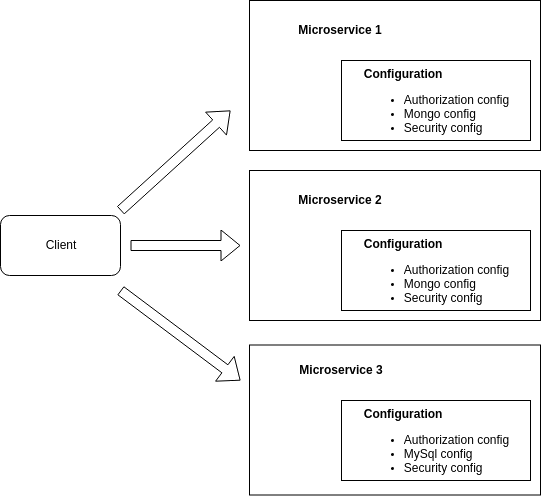 Microservice 1
Configuration
• Authorization config
• Mongo config
• Security config
Microservice 2
Client
Configuration
• Authorization config
• Mongo config
• Security config
Microservice 3
Configuration
• Authorization config
• MySql config
• Security config